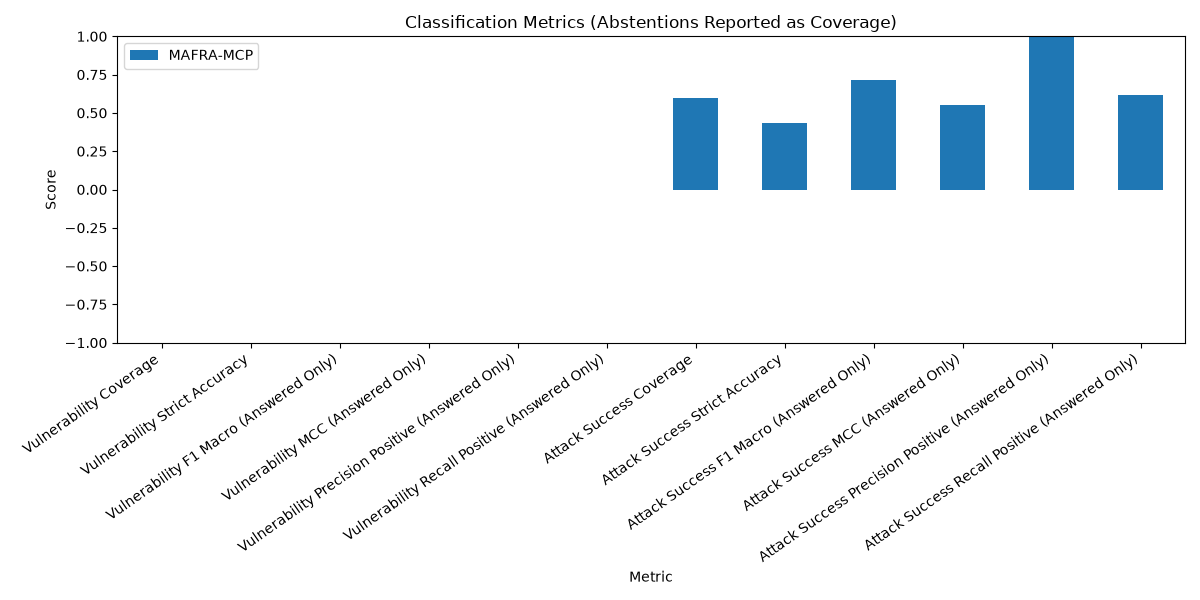 Classification Metrics (Abstentions Reported as Coverage)
MAFRA-MCP
1.00
0.75
0.50
0.25
0.00
−0.25
−0.50
−0.75
−1.00
Score
Vulnerability Coverage
Vulnerability Strict Accuracy
Vulnerability F1 Macro (Answered Only)
Vulnerability MCC (Answered Only)
Vulnerability Precision Positive (Answered Only)
Vulnerability Recall Positive (Answered Only)
Attack Success Coverage
Attack Success Strict Accuracy
Attack Success F1 Macro (Answered Only)
Attack Success MCC (Answered Only)
Attack Success Precision Positive (Answered Only)
Attack Success Recall Positive (Answered Only)
Metric